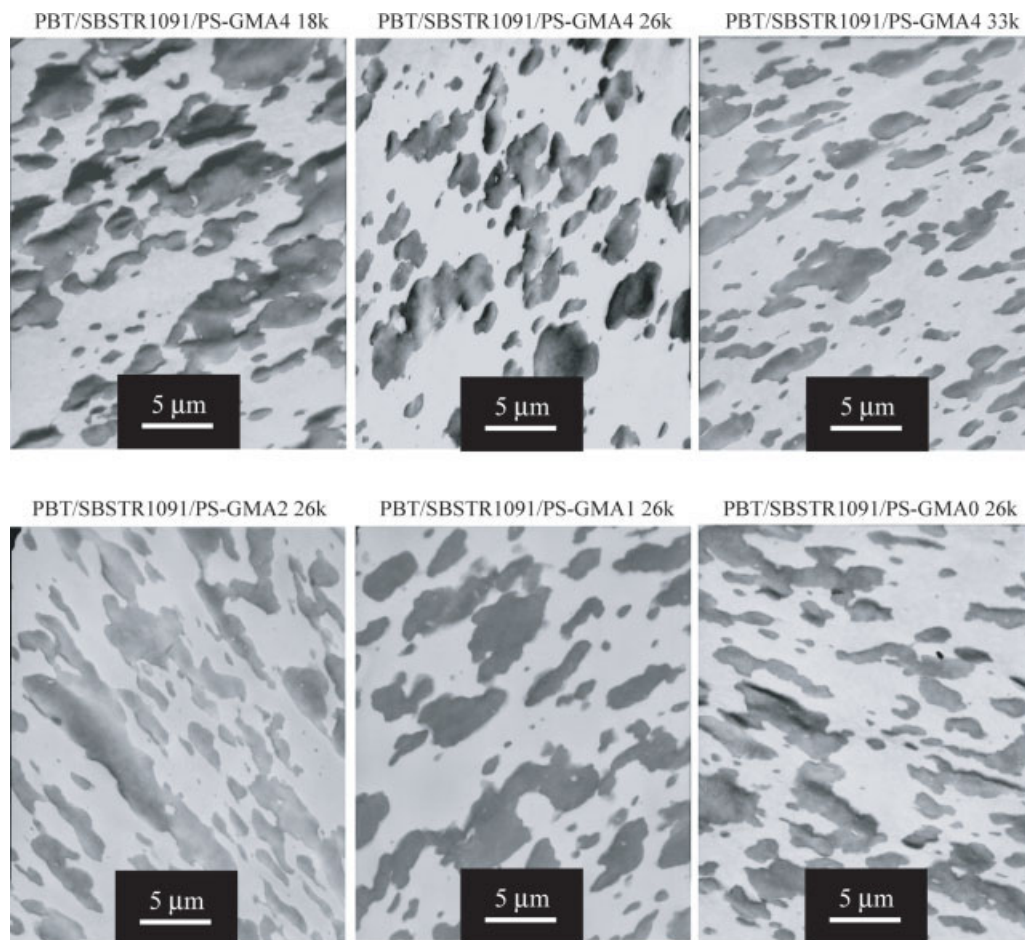 PBT/SBSTR1091/PS-GMA4 18k
PBT/SBSTR1091/PS-GMA4 26k
PBT/SBSTR1091/PS-GMA4 33k
5 µm
5 µm
5 µm
PBT/SBSTR1091/PS-GMA2 26k
PBT/SBSTR1091/PS-GMA1 26k
PBT/SBSTR1091/PS-GMA0 26k
5 µm
5 µm
5 µm